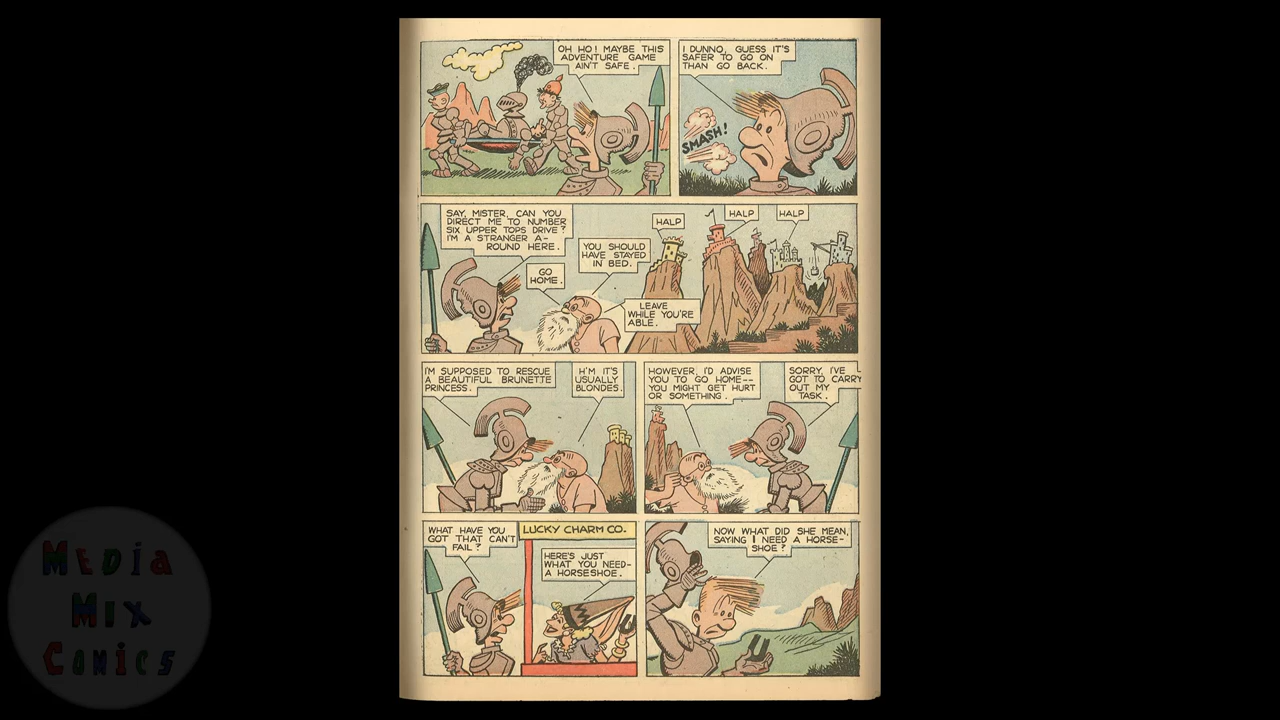 OH HO! MAYBE THIS
ADVENTURE GAME
AIN'T SAFE.
I DUNNO, GUESS IT'S
SAFER TO GO ON
THAN GO BACK.
SMASH!
SAY, MISTER, CAN YOU
DIRECT ME TO NUMBER
SIX UPPER TOPS DRIVE?
I'M A STRANGER A-
ROUND HERE.
GO
HOME.
YOU SHOULD
HAVE STAYED
IN BED.
LEAVE
WHILE YOU'RE
ABLE.
HALP
HALP
HALP
I'M SUPPOSED TO RESCUE
A BEAUTIFUL BRUNETTE
PRINCESS.
H'M IT'S
USUALLY
BLONDES.
HOWEVER, I'D ADVISE
YOU TO GO HOME--
YOU MIGHT GET HURT
OR SOMETHING.
SORRY, I'VE
GOT TO CARRY
OUT MY
TASK.
WHAT HAVE YOU
GOT THAT CAN'T
FAIL?
LUCKY CHARM CO.
HERE'S JUST
WHAT YOU NEED-
A HORSESHOE.
NOW WHAT DID SHE MEAN,
SAYING I NEED A HORSE-
SHOE?
MEDIA
MIX
COMICS